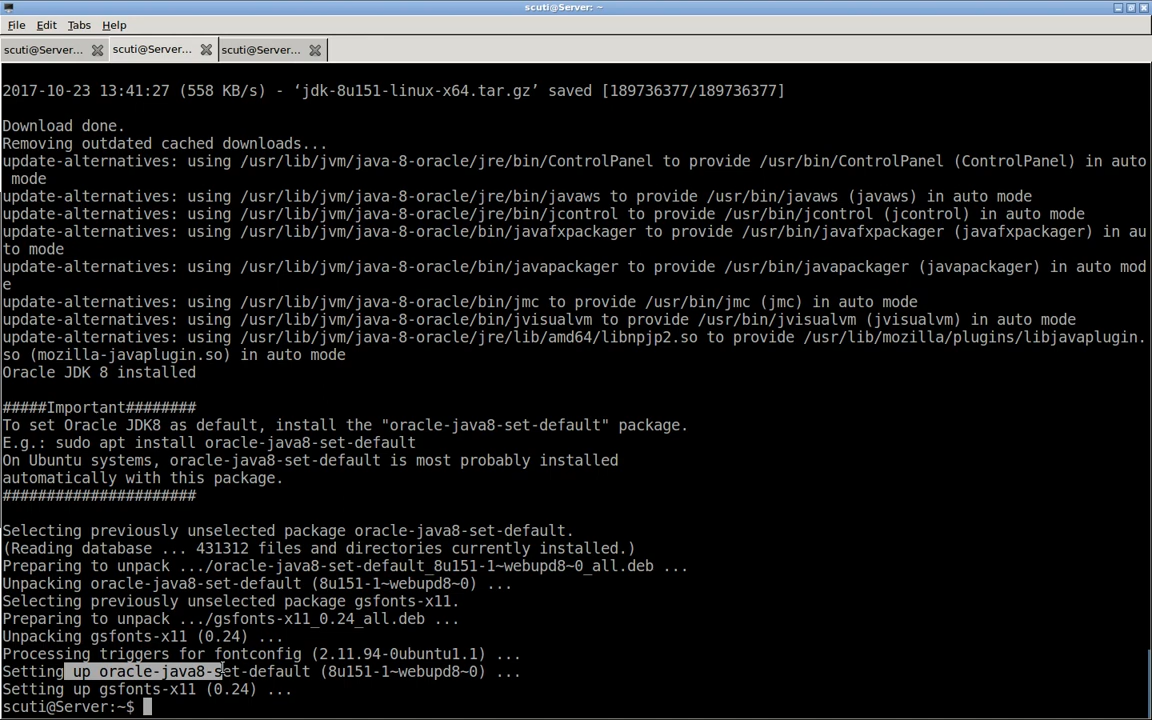 scuti@Server: ~
File Edit Tabs Help
scuti@Server... scuti@Server... scuti@Server...
2017-10-23 13:41:27 (558 KB/s) - ‘jdk-8u151-linux-x64.tar.gz’ saved [189736377/189736377]
Download done.
Removing outdated cached downloads...
update-alternatives: using /usr/lib/jvm/java-8-oracle/jre/bin/ControlPanel to provide /usr/bin/ControlPanel (ControlPanel) in auto
mode
update-alternatives: using /usr/lib/jvm/java-8-oracle/jre/bin/javaws to provide /usr/bin/javaws (javaws) in auto mode
update-alternatives: using /usr/lib/jvm/java-8-oracle/jre/bin/jcontrol to provide /usr/bin/jcontrol (jcontrol) in auto mode
update-alternatives: using /usr/lib/jvm/java-8-oracle/bin/javafxpackager to provide /usr/bin/javafxpackager (javafxpackager) in au
to mode
update-alternatives: using /usr/lib/jvm/java-8-oracle/bin/javapackager to provide /usr/bin/javapackager (javapackager) in auto mod
e
update-alternatives: using /usr/lib/jvm/java-8-oracle/bin/jmc to provide /usr/bin/jmc (jmc) in auto mode
update-alternatives: using /usr/lib/jvm/java-8-oracle/bin/jvisualvm to provide /usr/bin/jvisualvm (jvisualvm) in auto mode
update-alternatives: using /usr/lib/jvm/java-8-oracle/jre/lib/amd64/libnpjp2.so to provide /usr/lib/mozilla/plugins/libjavaplugin.
so (mozilla-javaplugin.so) in auto mode
Oracle JDK 8 installed
#####Important########
To set Oracle JDK8 as default, install the "oracle-java8-set-default" package.
E.g.: sudo apt install oracle-java8-set-default
On Ubuntu systems, oracle-java8-set-default is most probably installed
automatically with this package.
######################
Selecting previously unselected package oracle-java8-set-default.
(Reading database ... 431312 files and directories currently installed.)
Preparing to unpack .../oracle-java8-set-default_8u151-1~webupd8~0_all.deb ...
Unpacking oracle-java8-set-default (8u151-1~webupd8~0) ...
Selecting previously unselected package gsfonts-x11.
Preparing to unpack .../gsfonts-x11_0.24_all.deb ...
Unpacking gsfonts-x11 (0.24) ...
Processing triggers for fontconfig (2.11.94-0ubuntu1.1) ...
Setting up oracle-java8-set-default (8u151-1~webupd8~0) ...
Setting up gsfonts-x11 (0.24) ...
scuti@Server:~$